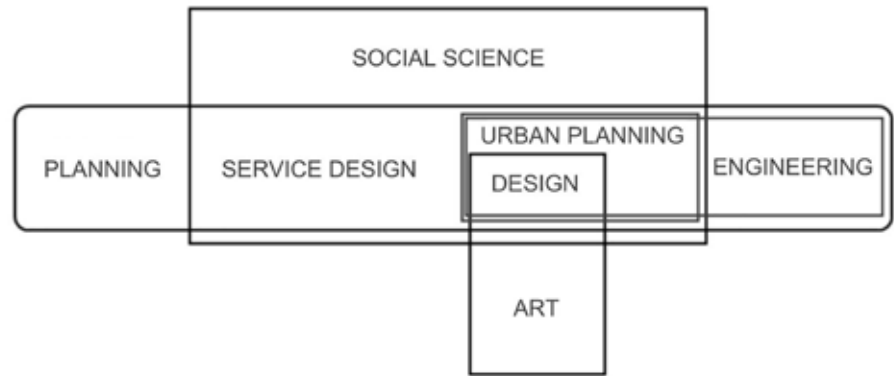 SOCIAL SCIENCE
URBAN PLANNING
PLANNING
SERVICE DESIGN
DESIGN
ENGINEERING
ART